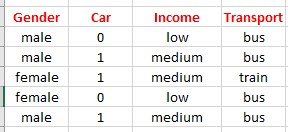 Gender Car Income Transport
male 0 low bus
male 1 medium bus
female 1 medium train
female 0 low bus
male 1 medium bus